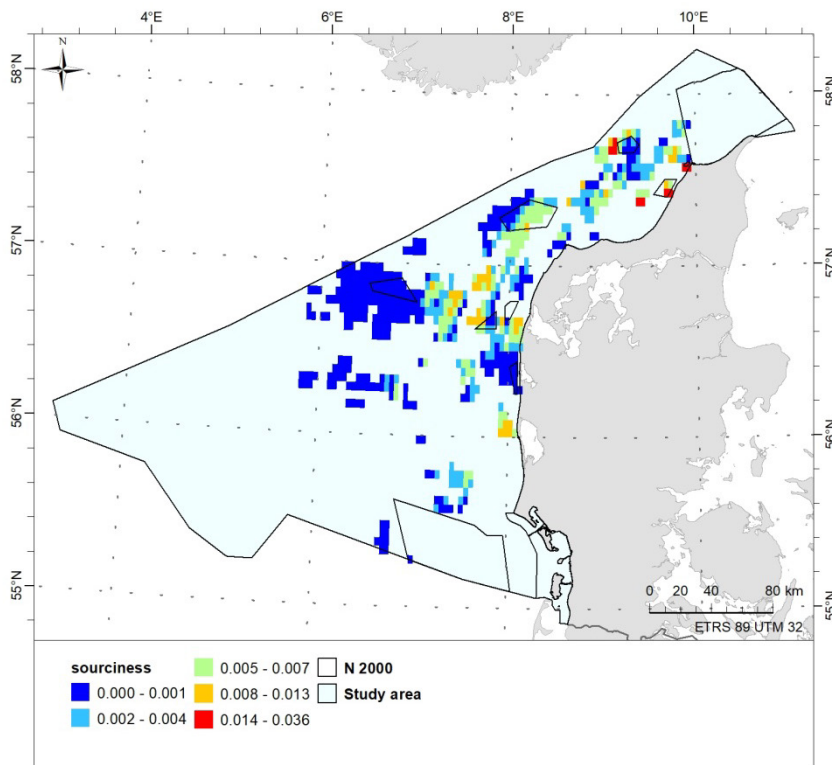 4°E 6°E 8°E 10°E
N
58°N 58°N
57°N 57°N
56°N 56°N
55°N 55°N
0 20 40 80 km
ETRS 89 UTM 32
sourciness 0.005 - 0.007 N 2000
0.000 - 0.001 0.008 - 0.013 Study area
0.002 - 0.004 0.014 - 0.036